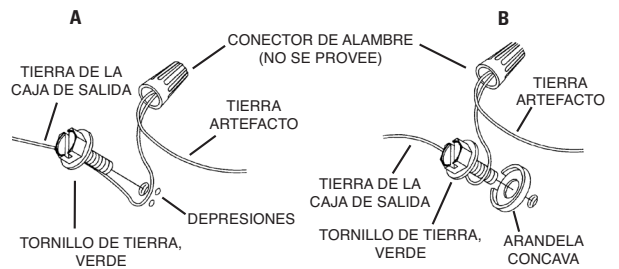 A
B
CONECTOR DE ALAMBRE
(NO SE PROVEE)
TIERRA DE LA
CAJA DE SALIDA
TIERRA
ARTEFACTO
DEPRESIONES
TORNILLO DE TIERRA,
VERDE
TIERRA
ARTEFACTO
TIERRA DE LA
CAJA DE SALIDA
TORNILLO DE TIERRA,
VERDE
ARANDELA
CONCAVA